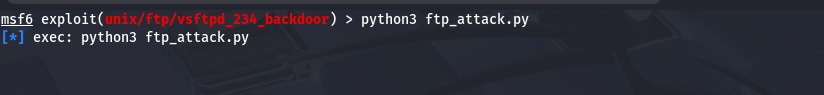 msf6 exploit(unix/ftp/vsftpd_234_backdoor) > python3 ftp_attack.py
[*] exec: python3 ftp_attack.py